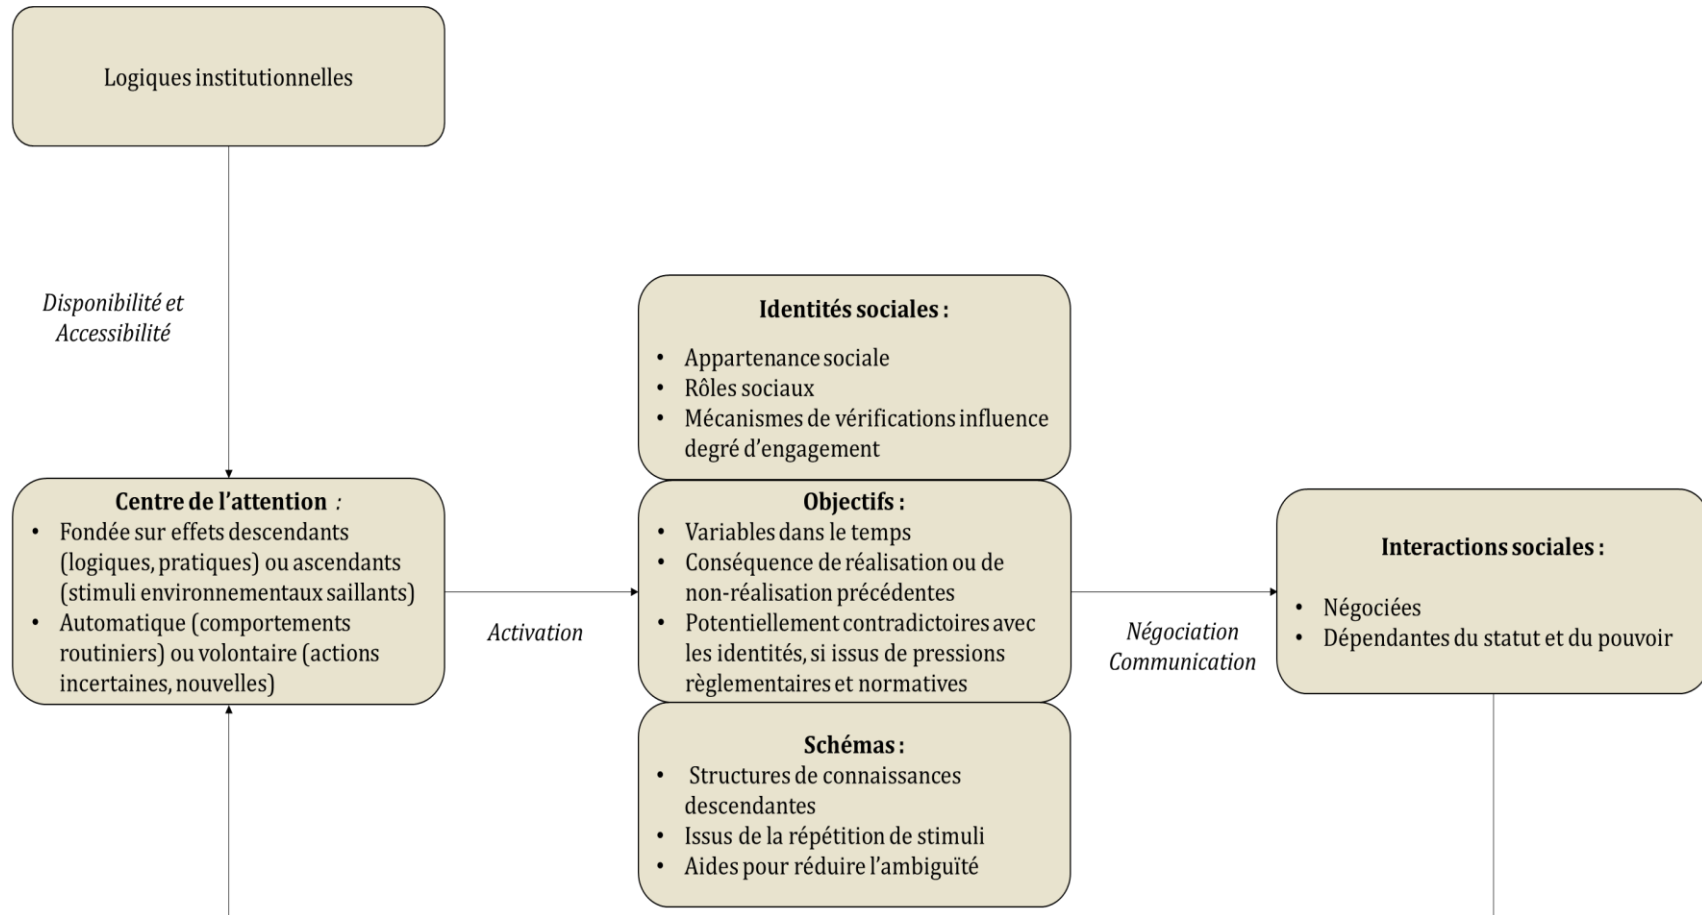 Logiques institutionnelles
Disponibilité et
Accessibilité
Centre de l’attention :
• Fondée sur effets descendants
(logiques, pratiques) ou ascendants
(stimuli environnementaux saillants)
• Automatique (comportements
routiniers) ou volontaire (actions
incertaines, nouvelles)
Activation
Identités sociales :
• Appartenance sociale
• Rôles sociaux
• Mécanismes de vérifications influence
degré d’engagement
Objectifs :
• Variables dans le temps
• Conséquence de réalisation ou de
non-réalisation précédentes
• Potentiellement contradictoires avec
les identités, si issus de pressions
règlementaires et normatives
Schémas :
• Structures de connaissances
descendantes
• Issus de la répétition de stimuli
• Aides pour réduire l’ambiguïté
Négociation
Communication
Interactions sociales :
• Négociées
• Dépendantes du statut et du pouvoir